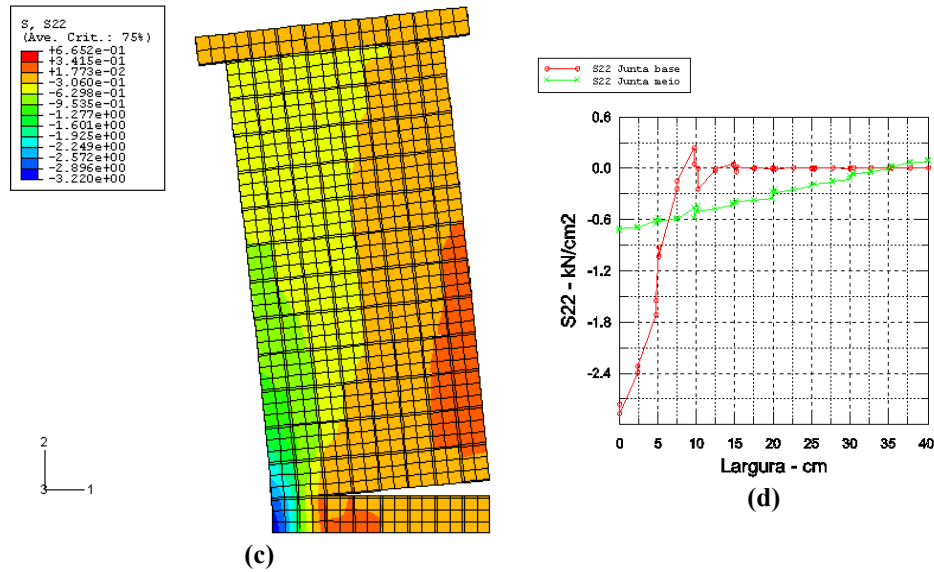 S, S22
(Ave. Crit.: 75%)
+6.652e-01
+3.415e-01
+1.773e-02
-3.060e-01
-6.298e-01
-9.535e-01
-1.277e+00
-1.601e+00
-1.925e+00
-2.249e+00
-2.572e+00
-2.896e+00
-3.220e+00
2
3
1
(c)
S22 Junta base
S22 Junta meio
S22 - kN/cm2
0.6
0.0
-0.6
-1.2
-1.8
-2.4
0 5 10 15 20 25 30 35 40
Largura - cm
(d)